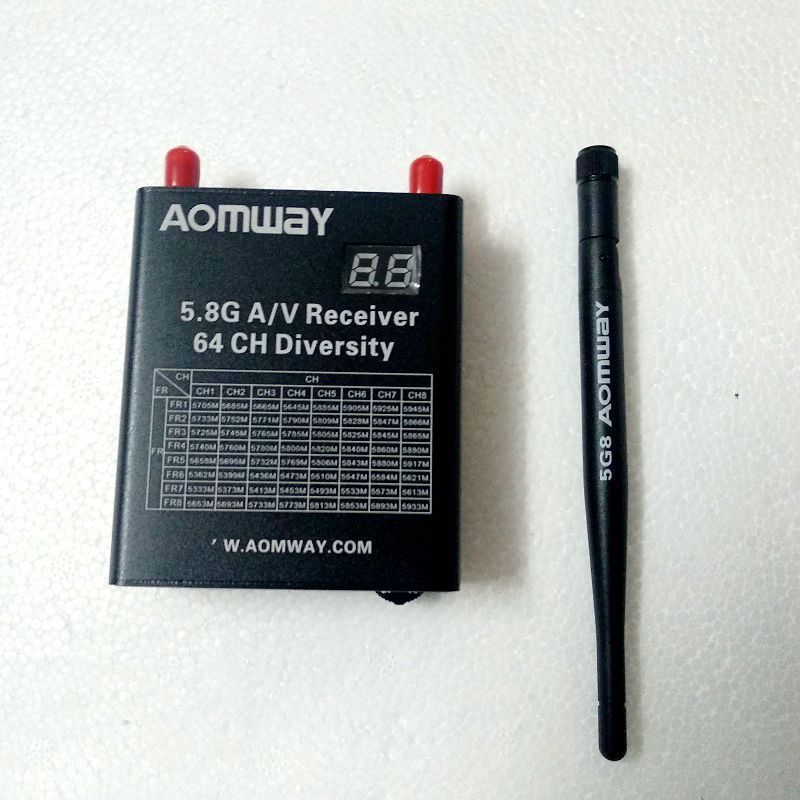 AOMWAY
8.8
5.8G A/V Receiver
64 CH Diversity
CH CH
FR CH1 CH2 CH3 CH4 CH5 CH6 CH7 CH8
FR1 5705M 5685M 5665M 5645M 5885M 5905M 5925M 5945M
FR2 5733M 5752M 5771M 5790M 5809M 5828M 5847M 5866M
FR3 5725M 5745M 5765M 5785M 5805M 5825M 5845M 5865M
FR4 5740M 5760M 5780M 5800M 5820M 5840M 5860M 5880M
FR FR5 5658M 5695M 5732M 5769M 5806M 5843M 5880M 5917M
FR6 5362M 5399M 5436M 5473M 5510M 5547M 5584M 5621M
FR7 5333M 5373M 5413M 5453M 5493M 5533M 5573M 5613M
FR8 5653M 5693M 5733M 5773M 5813M 5853M 5893M 5933M
W.AOMWAY.COM
5G8 AOMWAY